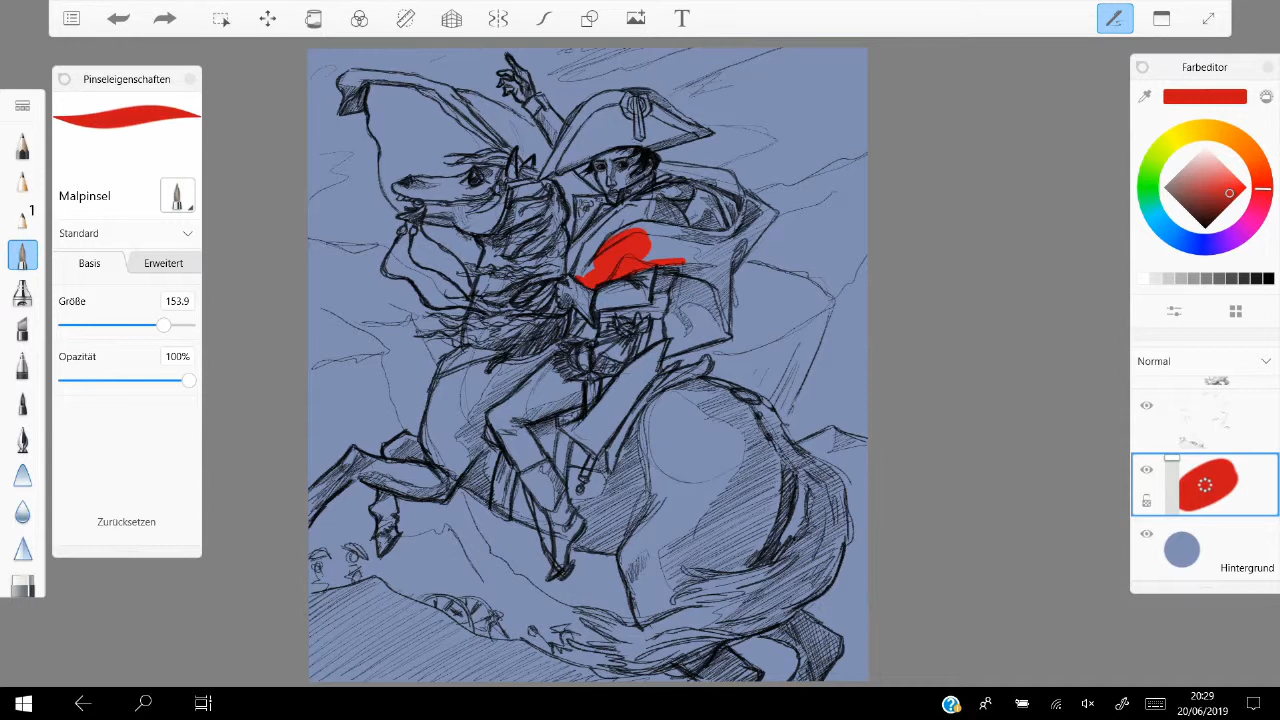 T
Pinseleigenschaften
Malpinsel
Standard
Basis
Erweitert
Größe
153.9
Opazität
100%
Zurücksetzen
1
Farbeditor
Normal
Hintergrund
20:29
20/06/2019